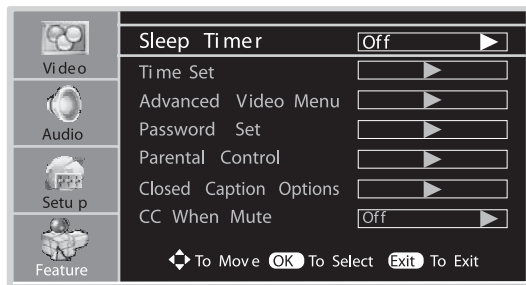 Sleep Timer Off
Video
Time Set
Advanced Video Menu
Audio
Password Set
Parental Control
Setup
Closed Caption Options
CC When Mute Off
Feature
To Move OK To Select Exit To Exit